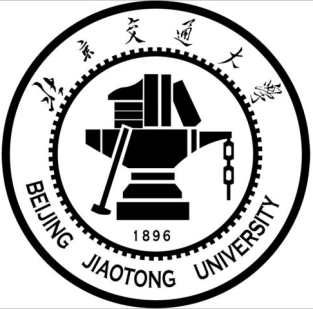 北京交通大学
1896
BEIJING JIAOTONG UNIVERSITY